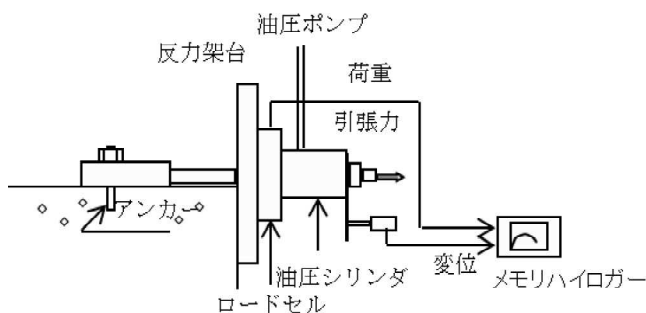 油圧ポンプ
反力架台
荷重
引張力
アンカー
油圧シリンダ
変位
メモリハイロガー
ロードセル